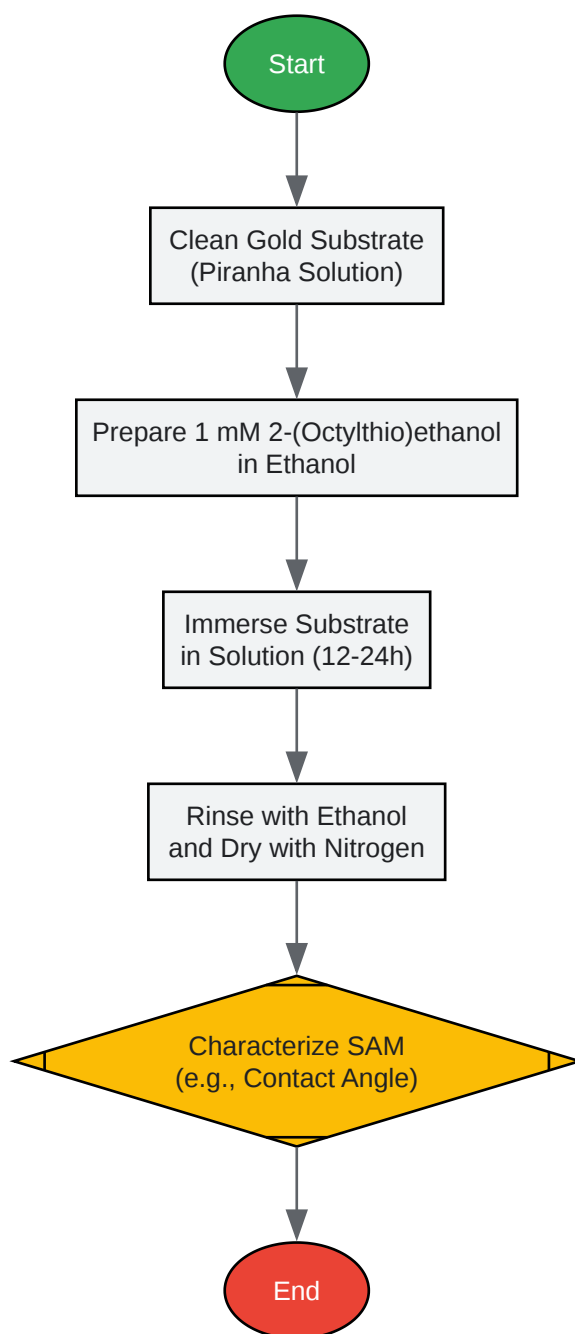 Start
Clean Gold Substrate
(Piranha Solution)
Prepare 1 mM 2-(Octylthio)ethanol
in Ethanol
Immerse Substrate
in Solution (12-24h)
Rinse with Ethanol
and Dry with Nitrogen
Characterize SAM
(e.g., Contact Angle)
End